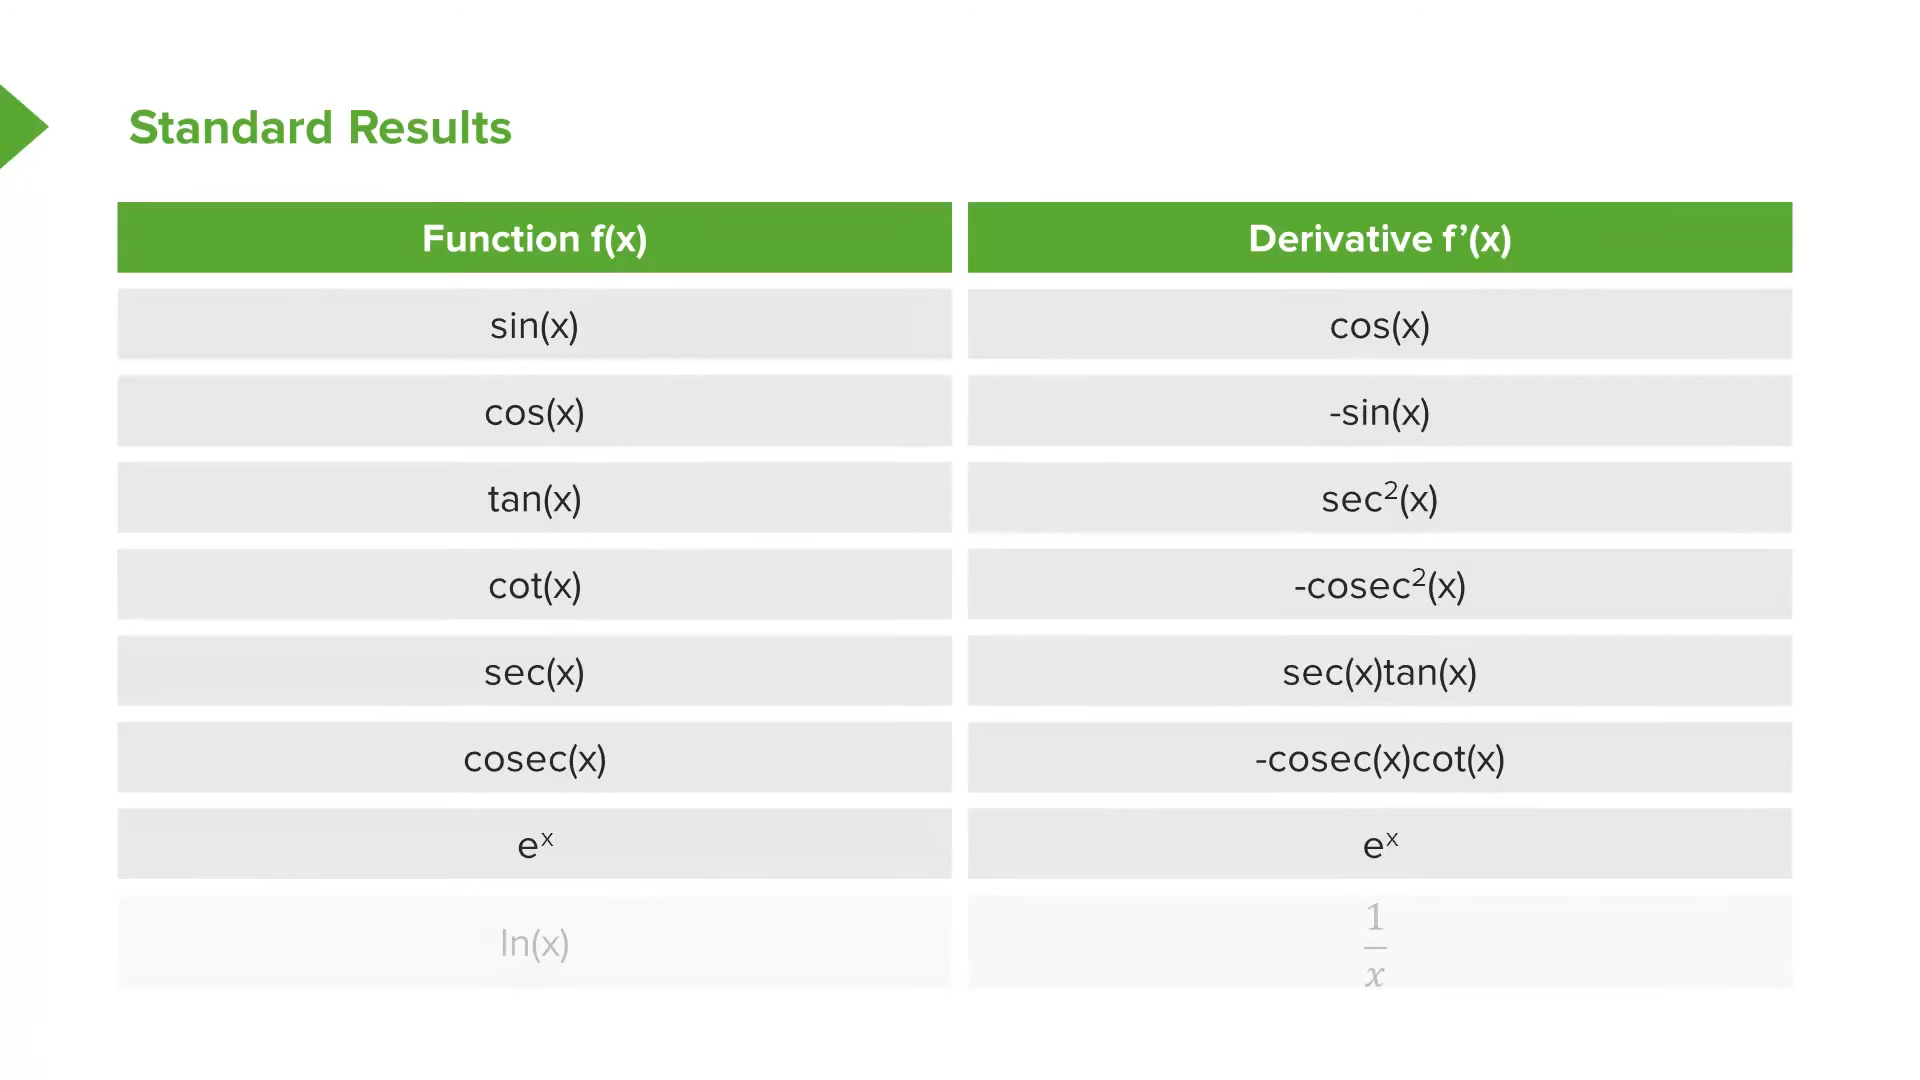 Standard Results
Function f(x) Derivative f’(x)
sin(x) cos(x)
cos(x) -sin(x)
tan(x) sec²(x)
cot(x) -cosec²(x)
sec(x) sec(x)tan(x)
cosec(x) -cosec(x)cot(x)
eˣ eˣ
ln(x) 1/x